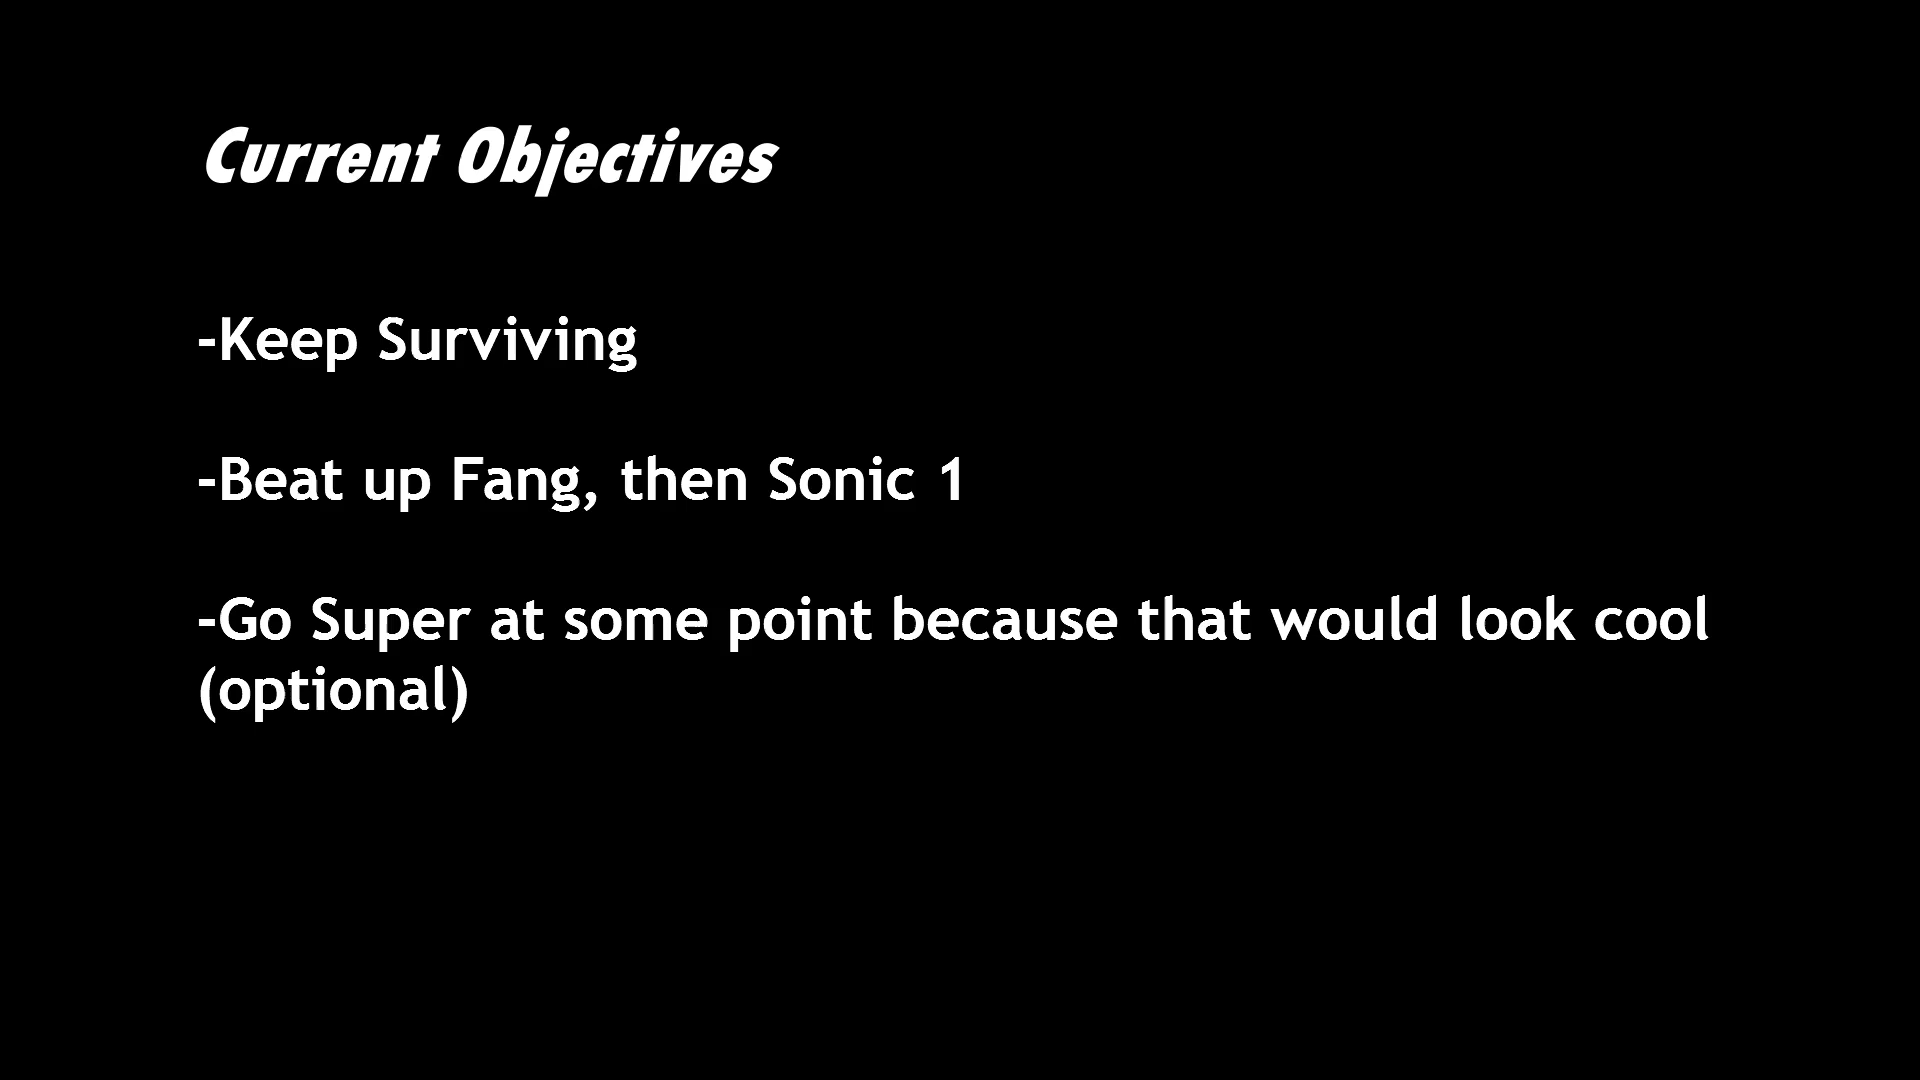 Current Objectives
-Keep Surviving
-Beat up Fang, then Sonic 1
-Go Super at some point because that would look cool
(optional)